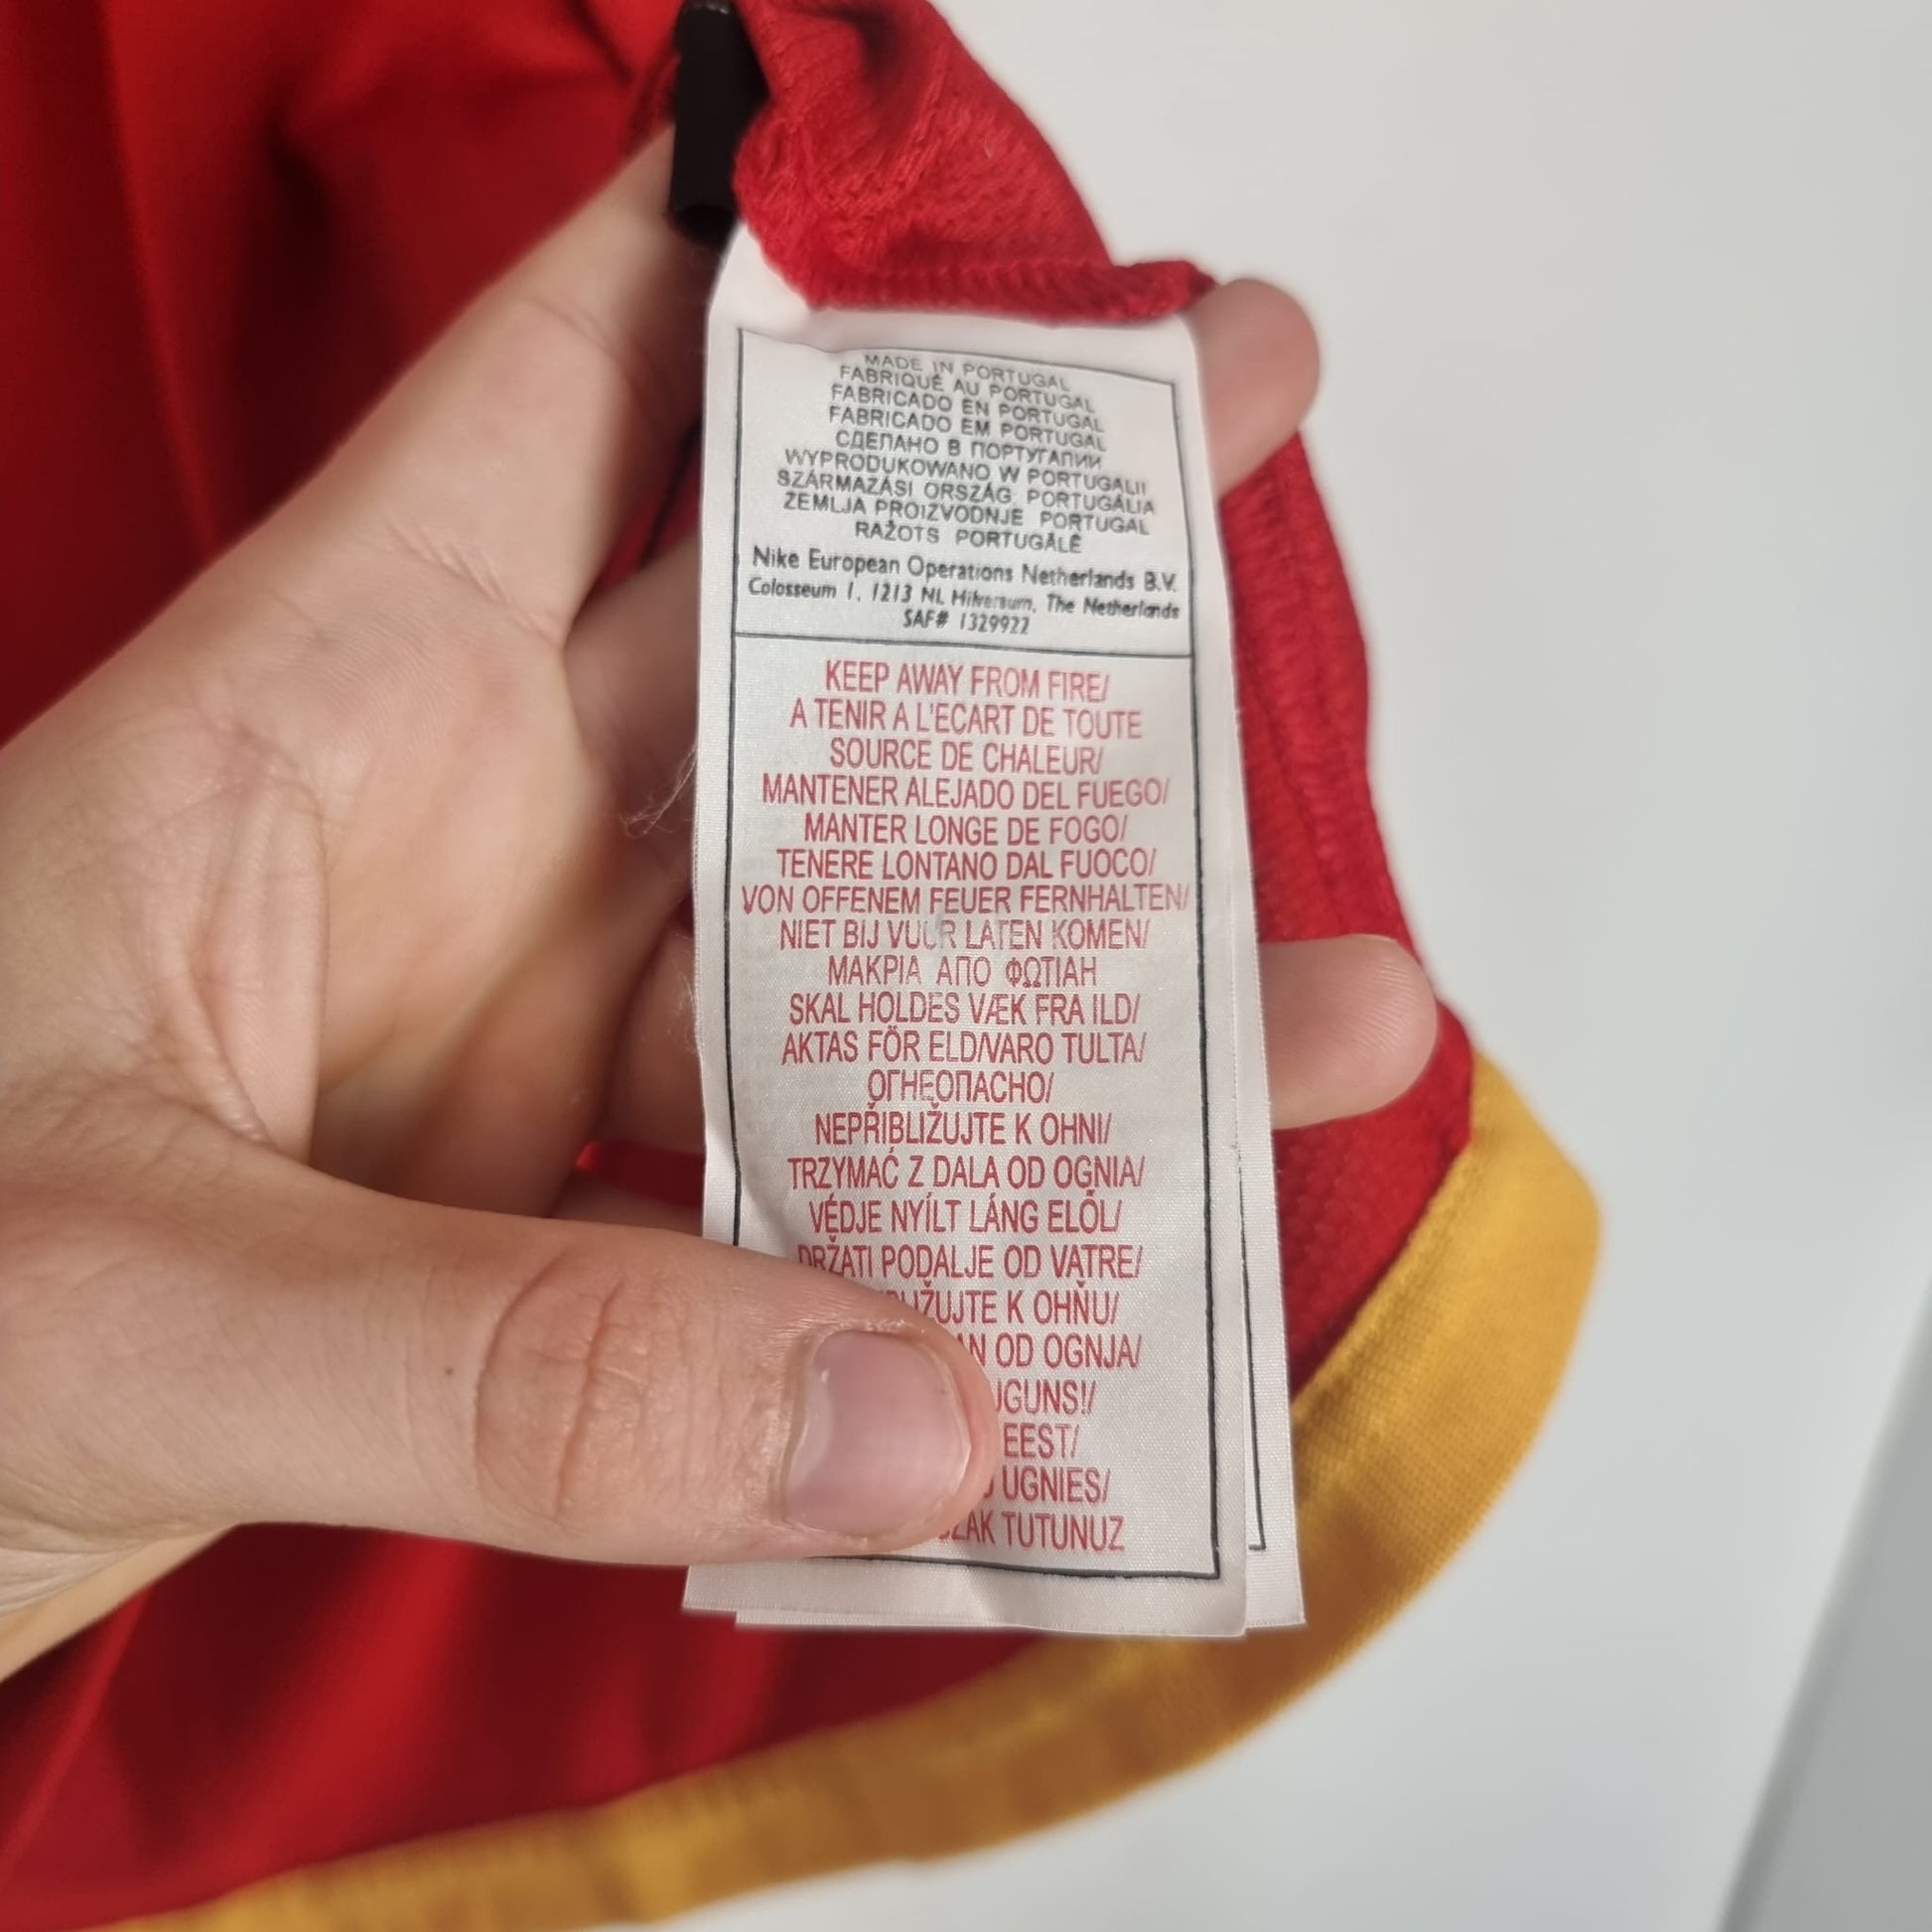 MADE IN PORTUGAL
FABRIQUÉ AU PORTUGAL
FABRICADO EN PORTUGAL
FABRICADO EM PORTUGAL
СДЕЛАНО В ПОРТУГАЛИИ
WYPRODUKOWANO W PORTUGALII
SZÁRMAZÁSI ORSZÁG: PORTUGÁLIA
ZEMLJA PROIZVODNJE PORTUGAL
RAŽOTS PORTUGĀLĒ
Nike European Operations Netherlands B.V.
Colosseum 1, 1213 NL Hilversum, The Netherlands
SAF# 1329922
KEEP AWAY FROM FIRE/
A TENIR A L'ECART DE TOUTE
SOURCE DE CHALEUR/
MANTENER ALEJADO DEL FUEGO/
MANTER LONGE DE FOGO/
TENERE LONTANO DAL FUOCO/
VON OFFENEM FEUER FERNHALTEN/
NIET BIJ VUUR LATEN KOMEN/
ΜΑΚΡΙΑ ΑΠΟ ΦΩΤΙΑΗ
SKAL HOLDES VÆK FRA ILD/
AKTAS FÖR ELD/VARO TULTA/
ОГНЕОПАСНО/
NEPŘIBLIŽUJTE K OHNI/
TRZYMAĆ Z DALA OD OGNIA/
VÉDJE NYÍLT LÁNG ELŐL/
DRŽATI PODALJE OD VATRE/
K OHŇU/
OD OGNJA/
EEST/
UGNIES/
TUTUNUZ